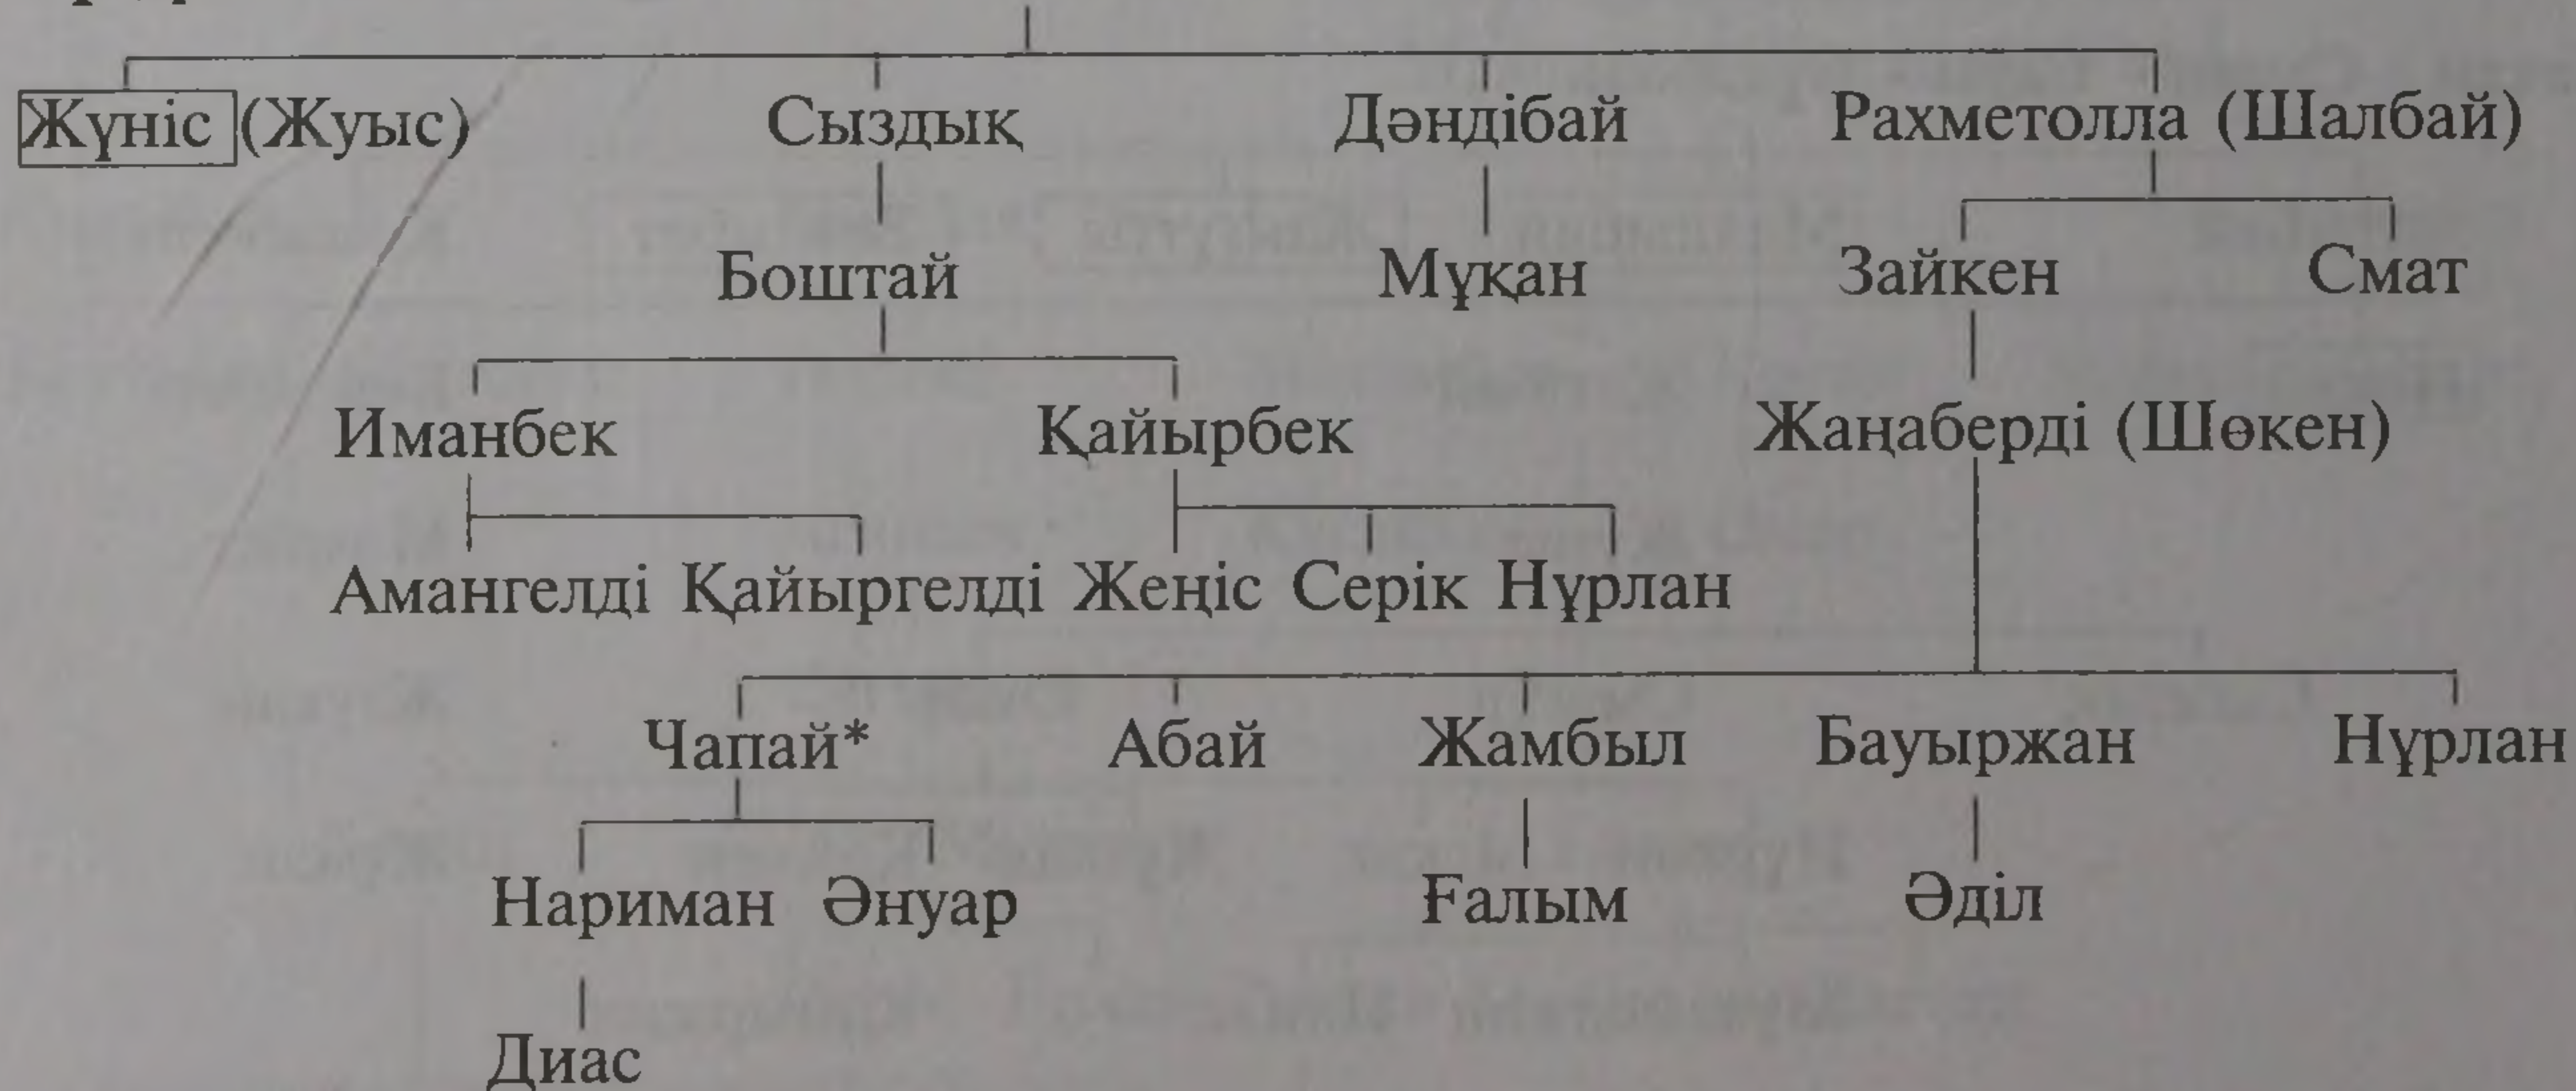 Жүніс (Жуыс) Сыздық Дәндібай Рахметолла (Шалбай)
Боштай Мұқан Зайкен Смат
Иманбек Қайырбек Жаңаберді (Шөкен)
Амангелді Қайыргелді Жеңіс Серік Нұрлан
Чапай* Абай Жамбыл Бауыржан Нұрлан
Нариман Әнуар Ғалым Әділ
Диас